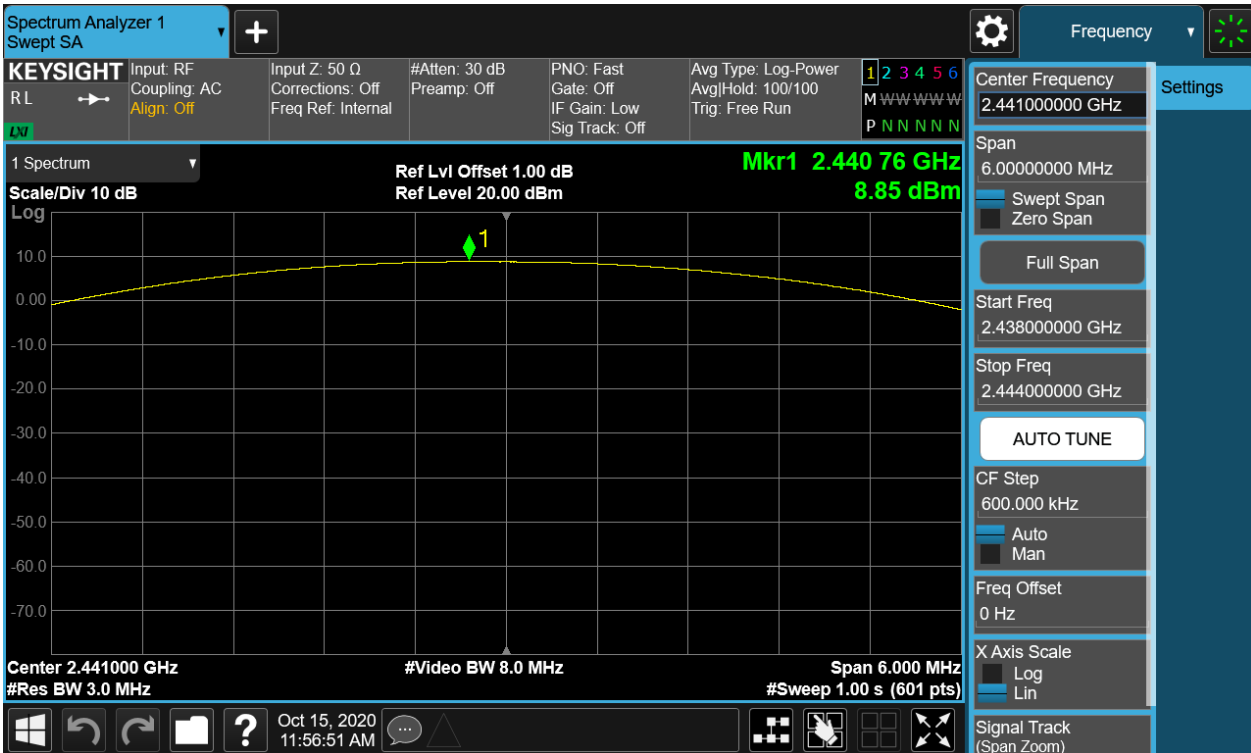 Spectrum Analyzer 1
Swept SA
+
Frequency
KEYSIGHT
R L
LXI
Input: RF
Coupling: AC
Align: Off
Input Z: 50 Ω
Corrections: Off
Freq Ref: Internal
#Atten: 30 dB
Preamp: Off
PNO: Fast
Gate: Off
IF Gain: Low
Sig Track: Off
Avg Type: Log-Power
Avg|Hold: 100/100
Trig: Free Run
1 2 3 4 5 6
M W W W W W
P N N N N N
1 Spectrum
Scale/Div 10 dB
Log
Ref Lvl Offset 1.00 dB
Ref Level 20.00 dBm
Mkr1 2.440 76 GHz
8.85 dBm
1
10.0
0.00
-10.0
-20.0
-30.0
-40.0
-50.0
-60.0
-70.0
Center 2.441000 GHz
#Res BW 3.0 MHz
#Video BW 8.0 MHz
Span 6.000 MHz
#Sweep 1.00 s (601 pts)
?
Oct 15, 2020
11:56:51 AM
Center Frequency
2.441000000 GHz
Span
6.00000000 MHz
Swept Span
Zero Span
Full Span
Start Freq
2.438000000 GHz
Stop Freq
2.444000000 GHz
AUTO TUNE
CF Step
600.000 kHz
Auto
Man
Freq Offset
0 Hz
X Axis Scale
Log
Lin
Signal Track
(Span Zoom)
Settings